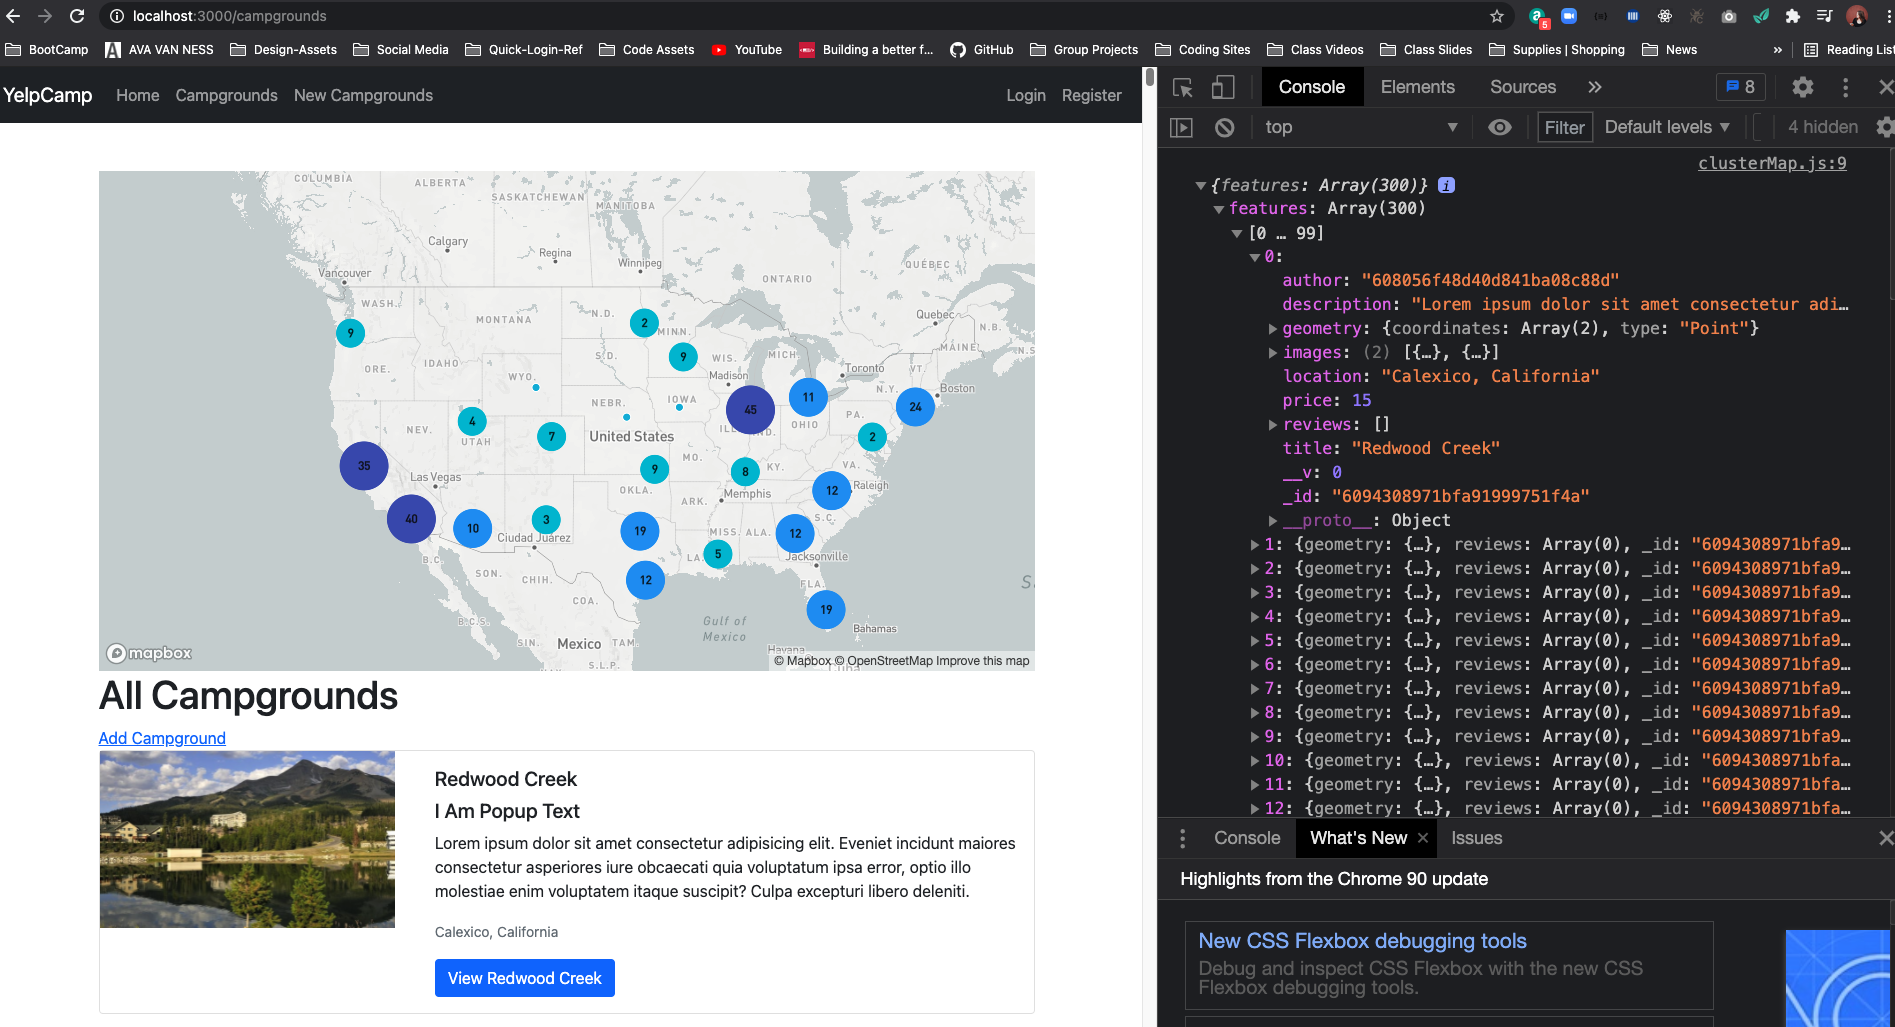 localhost:3000/campgrounds
5
BootCamp AVA VAN NESS Design-Assets Social Media Quick-Login-Ref Code Assets YouTube Building a better f... GitHub Group Projects Coding Sites Class Videos Class Slides Supplies | Shopping News » Reading List
YelpCamp Home Campgrounds New Campgrounds Login Register
COLUMBIA
ALBERTA
SASKATCHEWAN
MANITOBA
Calgary
Regina
Winnipeg
ONTARIO
QUÉBEC
Vancouver
WASH.
MONTANA
N.D.
2
MINN.
Quebec
N.B.
9
ORE.
IDAHO
S.D.
9
WIS.
MICH
MAINE
N.S
WYO.
Madison
Toronto
VT.
NEBR.
IOWA
45
11
N.Y.
24
Boston
4
NEV.
UTAH
7
United States
ILL
ND.
OHIO
PA.
2
35
Las Vegas
9
MO.
8
KY.
VA.
OKLA.
ARK.
Memphis
12
Raleigh
40
10
3
Ciudad Juárez
19
MISS.
ALA.
12
S.C.
LA.
5
Jacksonville
B.C.
SON.
CHIH.
12
FLA.
COA.
19
B.C.S.
Gulf of
Mexico
Bahamas
S
SIN.
Mexico
TAM.
Havana
S.L.P.
Cuba
mapbox
© Mapbox © OpenStreetMap Improve this map
All Campgrounds
Add Campground
Redwood Creek
I Am Popup Text
Lorem ipsum dolor sit amet consectetur adipisicing elit. Eveniet incidunt maiores
consectetur asperiores iure obcaecati quia voluptatum ipsa error, optio illo
molestiae enim voluptatem itaque suscipit? Culpa excepturi libero deleniti.
Calexico, California
View Redwood Creek
Console Elements Sources » 8
top Filter Default levels 4 hidden
clusterMap.js:9
{features: Array(300)} i
features: Array(300)
[0 … 99]
0:
author: "608056f48d40d841ba08c88d"
description: "Lorem ipsum dolor sit amet consectetur adi…
geometry: {coordinates: Array(2), type: "Point"}
images: (2) [{…}, {…}]
location: "Calexico, California"
price: 15
reviews: []
title: "Redwood Creek"
__v: 0
_id: "6094308971bfa91999751f4a"
__proto__: Object
1: {geometry: {…}, reviews: Array(0), _id: "6094308971bfa9…
2: {geometry: {…}, reviews: Array(0), _id: "6094308971bfa9…
3: {geometry: {…}, reviews: Array(0), _id: "6094308971bfa9…
4: {geometry: {…}, reviews: Array(0), _id: "6094308971bfa9…
5: {geometry: {…}, reviews: Array(0), _id: "6094308971bfa9…
6: {geometry: {…}, reviews: Array(0), _id: "6094308971bfa9…
7: {geometry: {…}, reviews: Array(0), _id: "6094308971bfa9…
8: {geometry: {…}, reviews: Array(0), _id: "6094308971bfa9…
9: {geometry: {…}, reviews: Array(0), _id: "6094308971bfa9…
10: {geometry: {…}, reviews: Array(0), _id: "6094308971bfa…
11: {geometry: {…}, reviews: Array(0), _id: "6094308971bfa…
12: {geometry: {…}, reviews: Array(0), _id: "6094308971bfa…
Console What's New × Issues
Highlights from the Chrome 90 update
New CSS Flexbox debugging tools
Debug and inspect CSS Flexbox with the new CSS
Flexbox debugging tools.